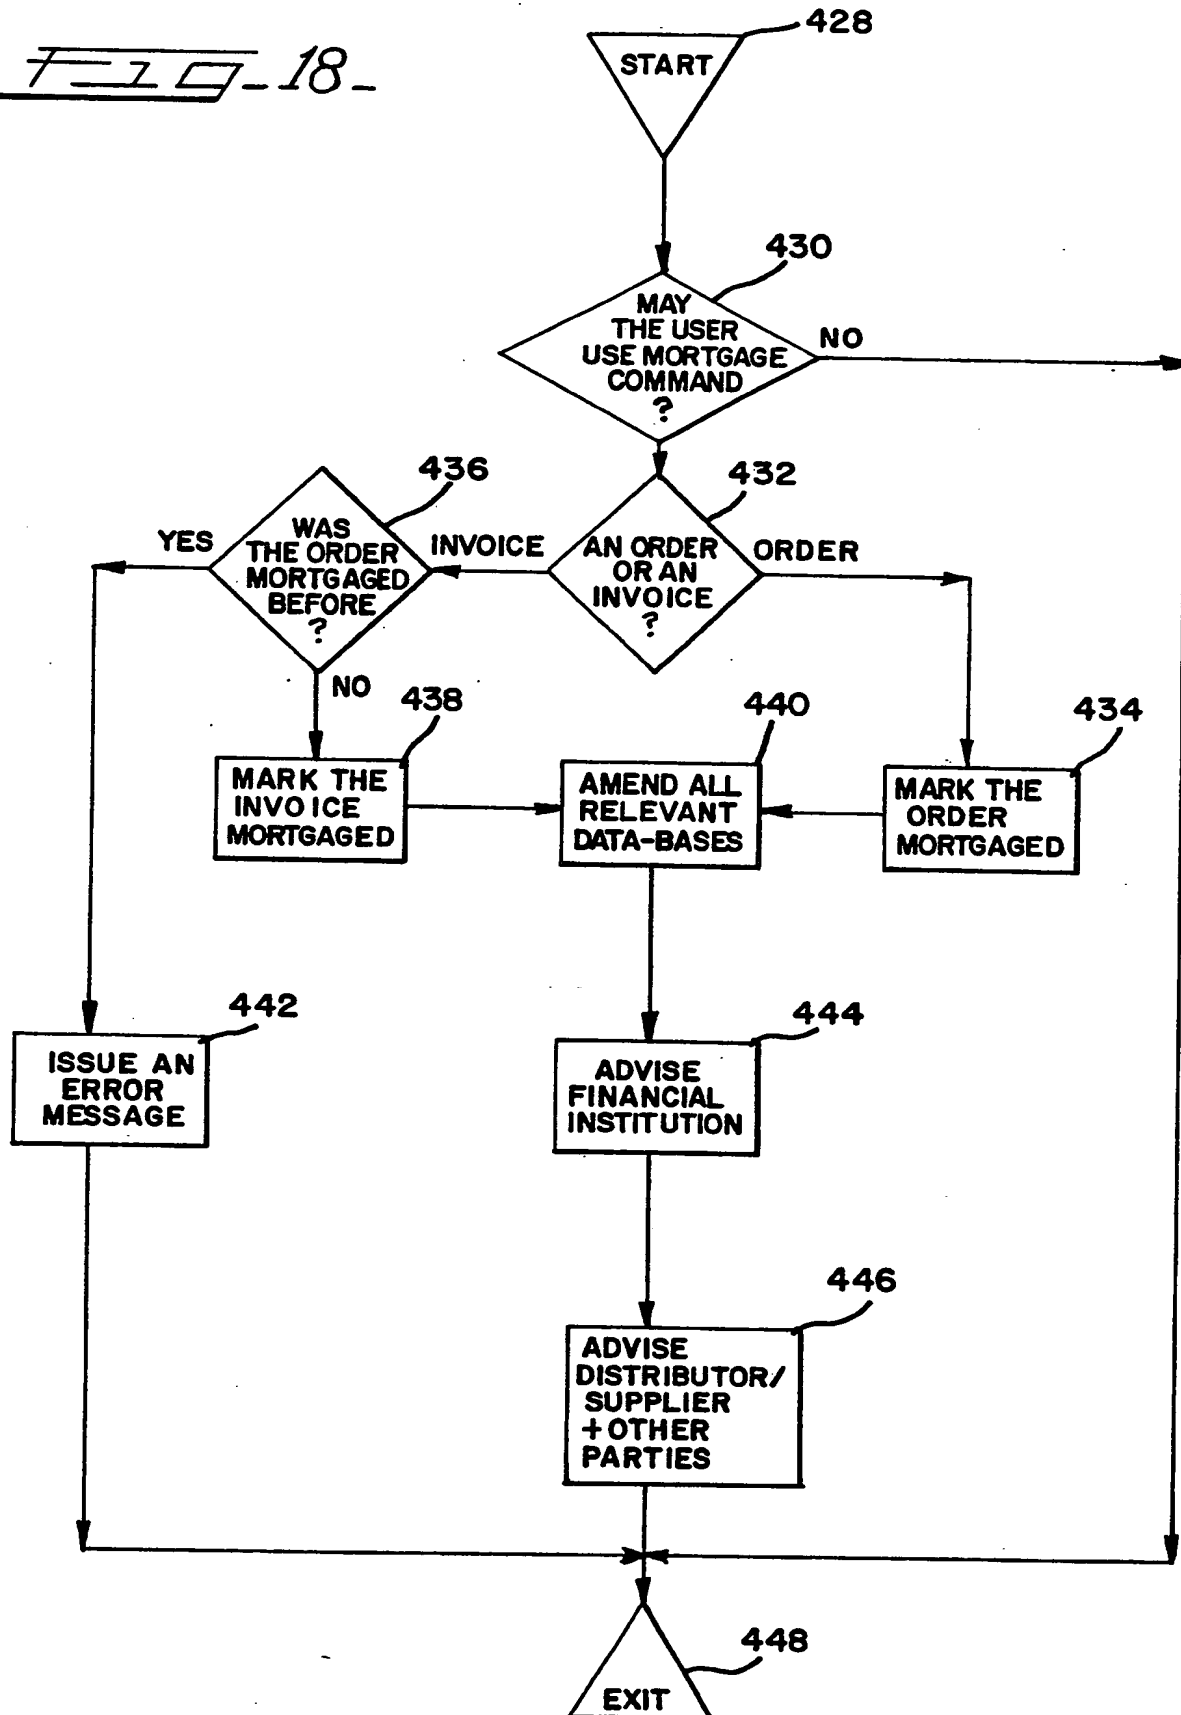 Fig-18-
428
START
430
MAY
THE USER
USE MORTGAGE
COMMAND
?
NO
436
432
YES
WAS
THE ORDER
MORTGAGED
BEFORE
?
INVOICE
AN ORDER
OR AN
INVOICE
?
ORDER
NO
438
440
434
MARK THE
INVOICE
MORTGAGED
AMEND ALL
RELEVANT
DATA-BASES
MARK THE
ORDER
MORTGAGED
442
444
ISSUE AN
ERROR
MESSAGE
ADVISE
FINANCIAL
INSTITUTION
446
ADVISE
DISTRIBUTOR/
SUPPLIER
+OTHER
PARTIES
448
EXIT